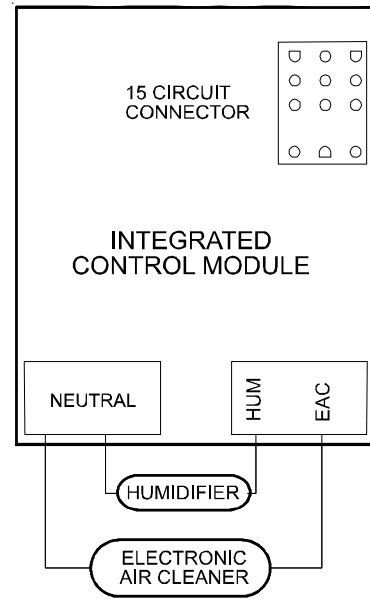 15 CIRCUIT
CONNECTOR
INTEGRATED
CONTROL MODULE
NEUTRAL
HUM
EAC
HUMIDIFIER
ELECTRONIC
AIR CLEANER